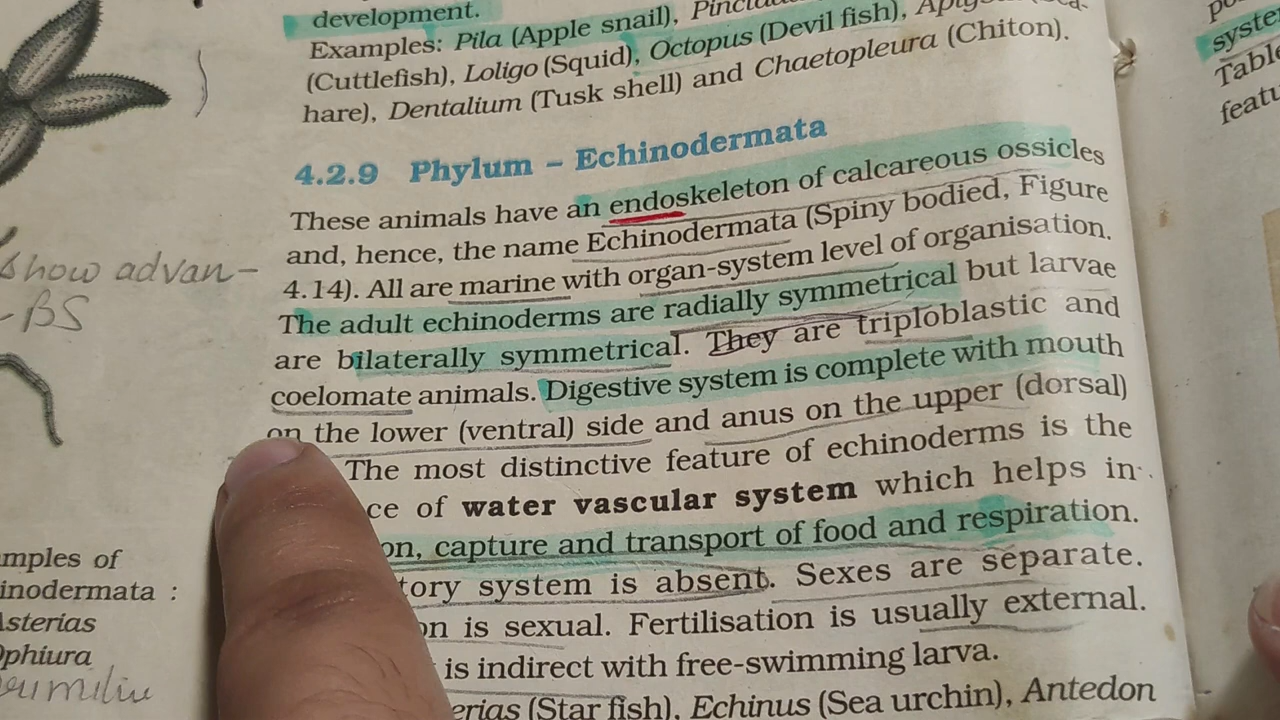 development.
Examples: Pila (Apple snail),
(Cuttlefish), Loligo (Squid), Octopus (Devil fish),
hare), Dentalium (Tusk shell) and Chaetopleura (Chiton).
4.2.9 Phylum – Echinodermata
These animals have an endoskeleton of calcareous ossicles
and, hence, the name Echinodermata (Spiny bodied, Figure
4.14). All are marine with organ-system level of organisation.
The adult echinoderms are radially symmetrical but larvae
are bilaterally symmetrical. They are triploblastic and
coelomate animals. Digestive system is complete with mouth
on the lower (ventral) side and anus on the upper (dorsal)
The most distinctive feature of echinoderms is the
ce of water vascular system which helps in
on, capture and transport of food and respiration.
tory system is absent. Sexes are separate.
on is sexual. Fertilisation is usually external.
is indirect with free-swimming larva.
erias (Star fish), Echinus (Sea urchin), Antedon
show advan-
BS
mples of
inodermata :
Asterias
Ophiura
syste
Table
featu